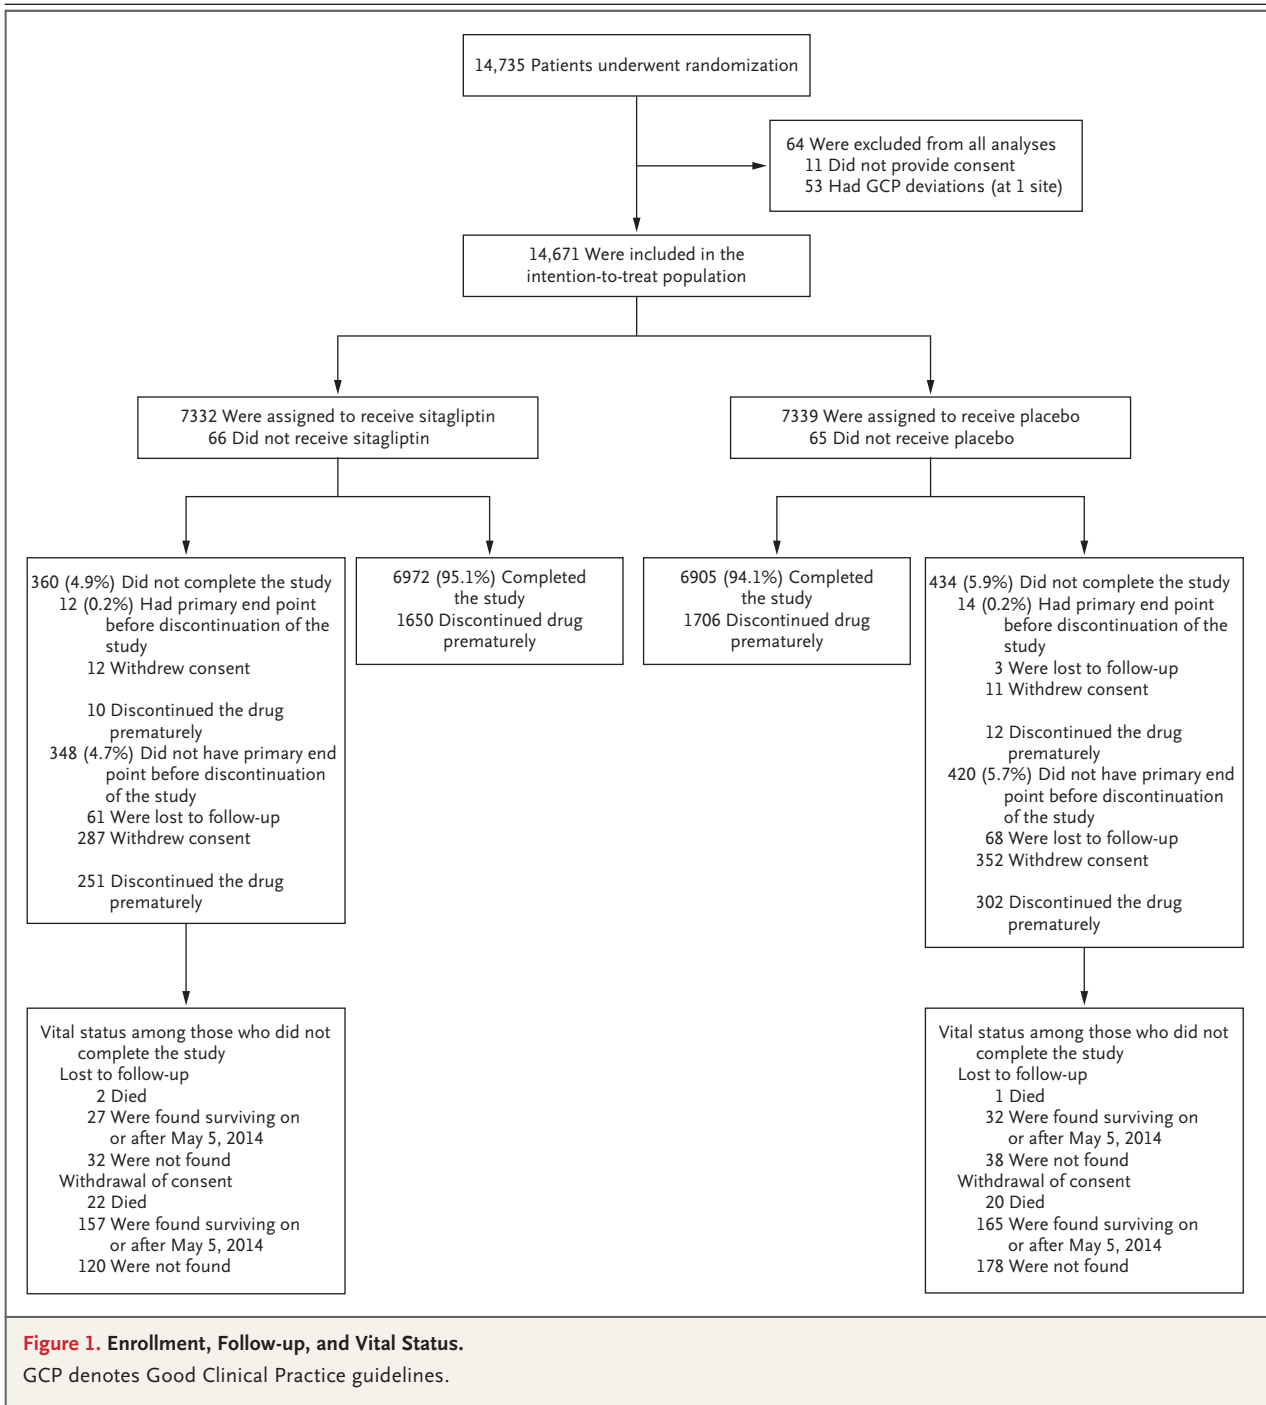 14,735 Patients underwent randomization
64 Were excluded from all analyses
11 Did not provide consent
53 Had GCP deviations (at 1 site)
14,671 Were included in the
intention-to-treat population
7332 Were assigned to receive sitagliptin
66 Did not receive sitagliptin
7339 Were assigned to receive placebo
65 Did not receive placebo
360 (4.9%) Did not complete the study
12 (0.2%) Had primary end point
before discontinuation of the
study
12 Withdrew consent
10 Discontinued the drug
prematurely
348 (4.7%) Did not have primary end
point before discontinuation
of the study
61 Were lost to follow-up
287 Withdrew consent
251 Discontinued the drug
prematurely
6972 (95.1%) Completed
the study
1650 Discontinued drug
prematurely
6905 (94.1%) Completed
the study
1706 Discontinued drug
prematurely
434 (5.9%) Did not complete the study
14 (0.2%) Had primary end point
before discontinuation of the
study
3 Were lost to follow-up
11 Withdrew consent
12 Discontinued the drug
prematurely
420 (5.7%) Did not have primary end
point before discontinuation
of the study
68 Were lost to follow-up
352 Withdrew consent
302 Discontinued the drug
prematurely
Vital status among those who did not
complete the study
Lost to follow-up
2 Died
27 Were found surviving on
or after May 5, 2014
32 Were not found
Withdrawal of consent
22 Died
157 Were found surviving on
or after May 5, 2014
120 Were not found
Vital status among those who did not
complete the study
Lost to follow-up
1 Died
32 Were found surviving on
or after May 5, 2014
38 Were not found
Withdrawal of consent
20 Died
165 Were found surviving on
or after May 5, 2014
178 Were not found
Figure 1. Enrollment, Follow-up, and Vital Status.
GCP denotes Good Clinical Practice guidelines.